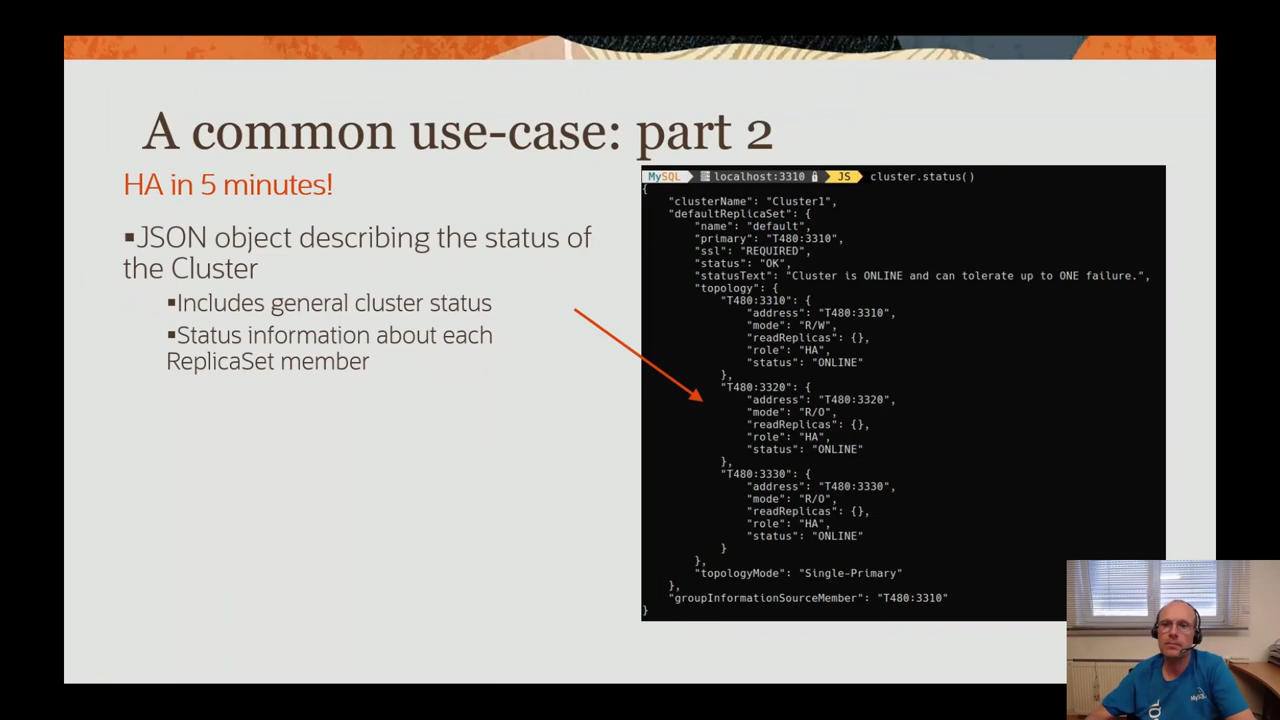 A common use-case: part 2
HA in 5 minutes!
▪JSON object describing the status of
the Cluster
▪Includes general cluster status
▪Status information about each
ReplicaSet member
MySQL localhost:3310 JS cluster.status()
{
"clusterName": "Cluster1",
"defaultReplicaSet": {
"name": "default",
"primary": "T480:3310",
"ssl": "REQUIRED",
"status": "OK",
"statusText": "Cluster is ONLINE and can tolerate up to ONE failure.",
"topology": {
"T480:3310": {
"address": "T480:3310",
"mode": "R/W",
"readReplicas": {},
"role": "HA",
"status": "ONLINE"
},
"T480:3320": {
"address": "T480:3320",
"mode": "R/O",
"readReplicas": {},
"role": "HA",
"status": "ONLINE"
},
"T480:3330": {
"address": "T480:3330",
"mode": "R/O",
"readReplicas": {},
"role": "HA",
"status": "ONLINE"
}
},
"topologyMode": "Single-Primary"
},
"groupInformationSourceMember": "T480:3310"
}
MySQL